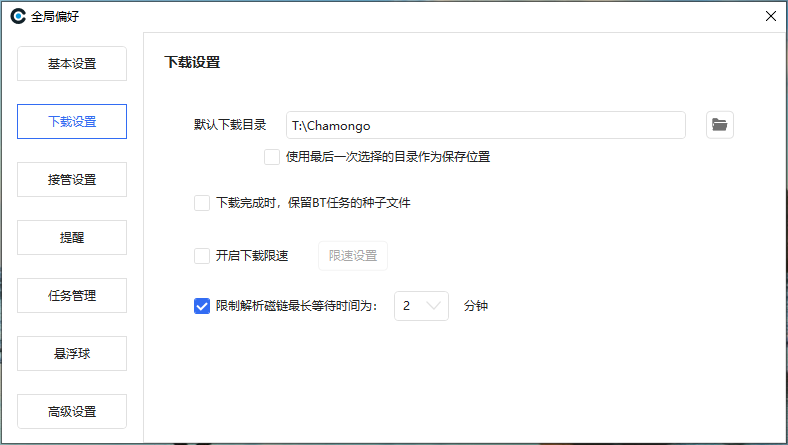 全局偏好
基本设置
下载设置
接管设置
提醒
任务管理
悬浮球
高级设置
下载设置
默认下载目录 T:\Chamongo
使用最后一次选择的目录作为保存位置
下载完成时，保留BT任务的种子文件
开启下载限速 限速设置
限制解析磁链最长等待时间为： 2 分钟